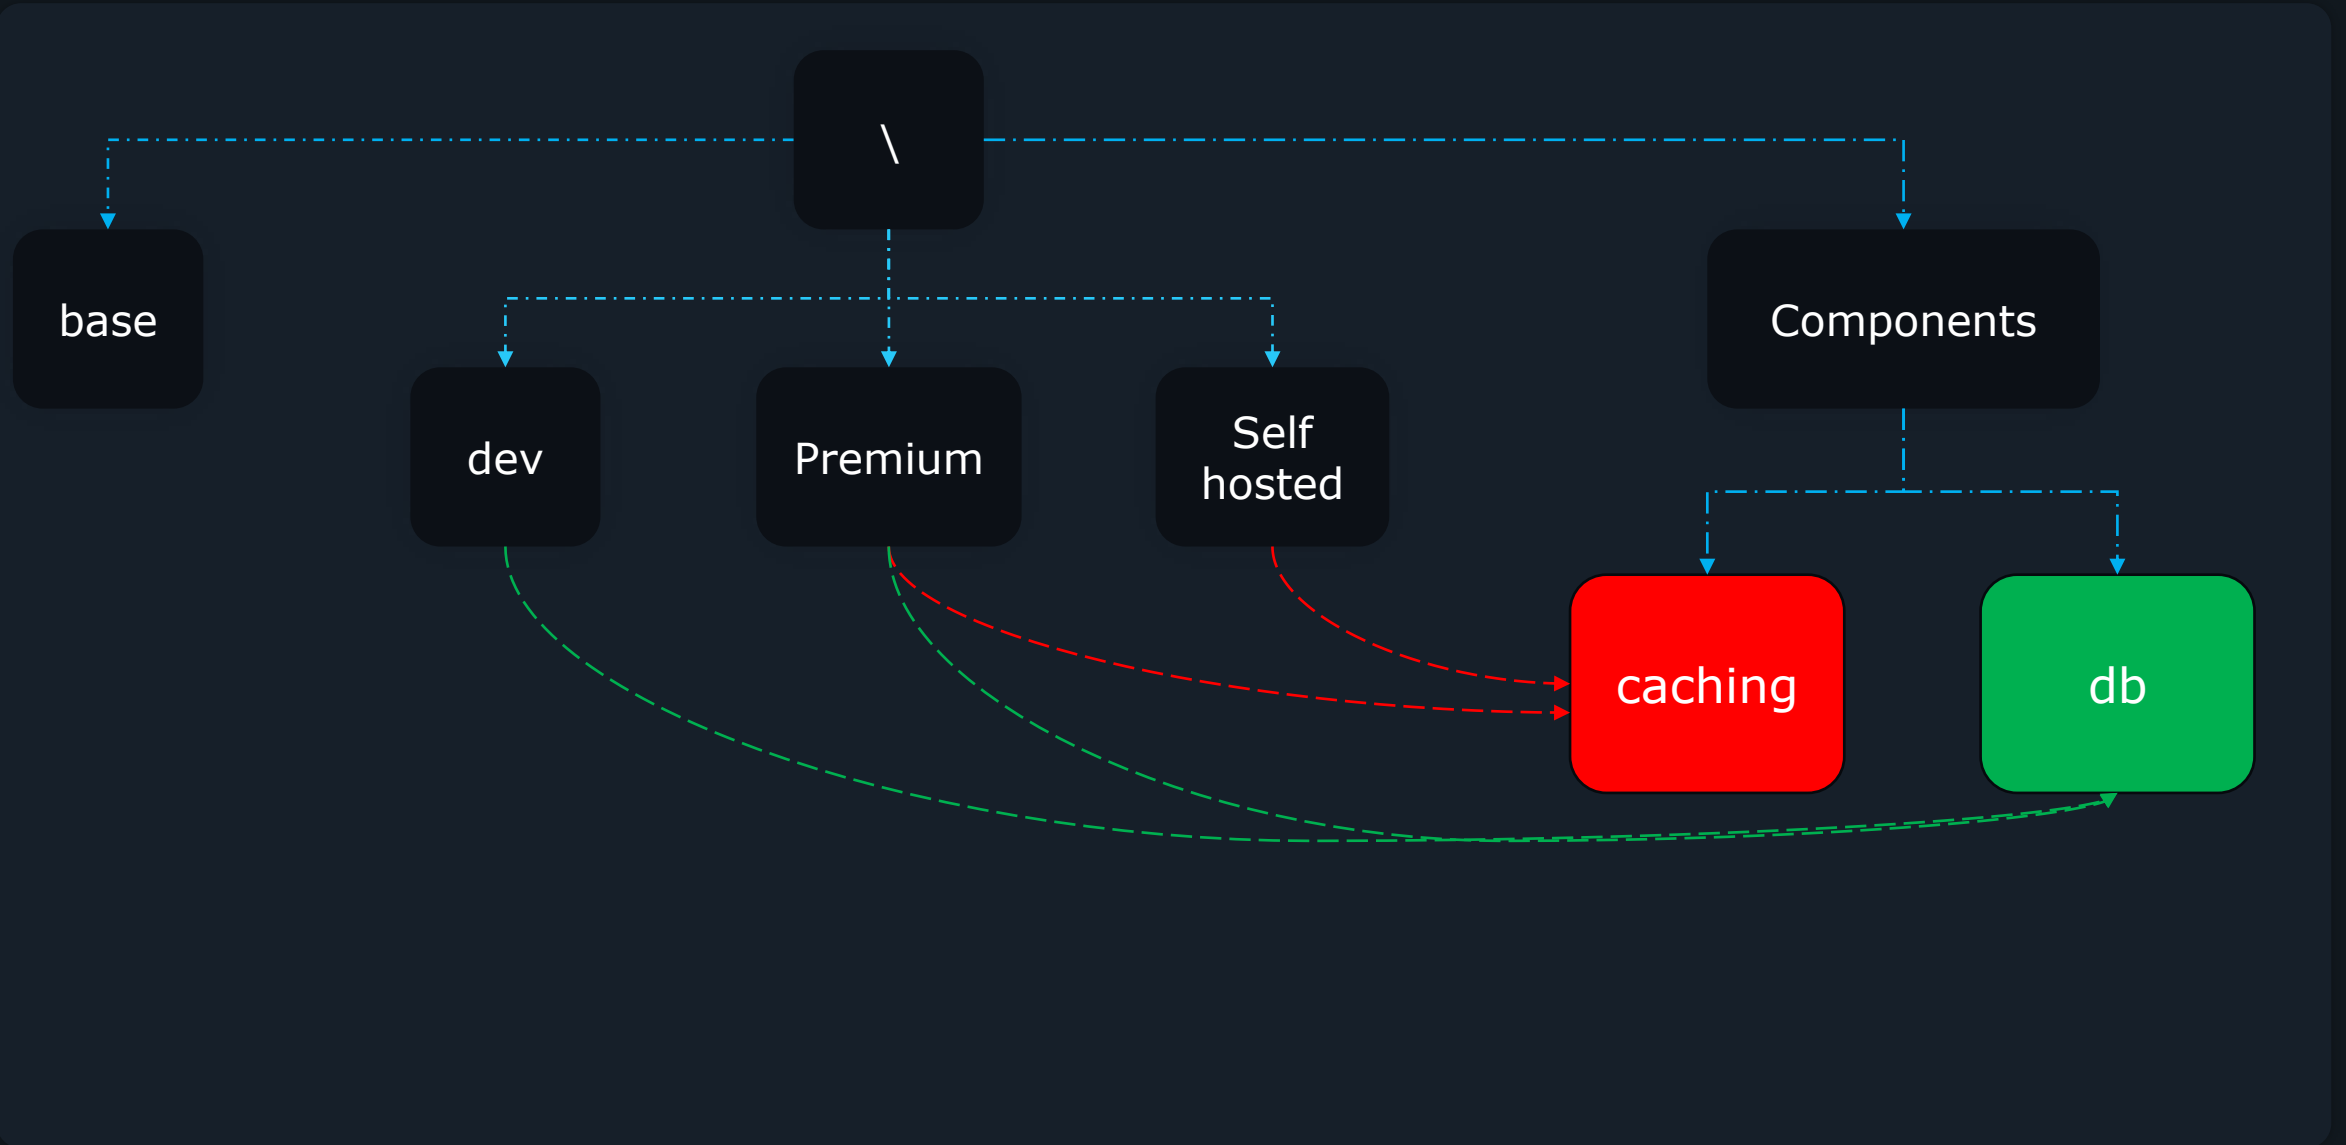 \
base
Components
dev
Premium
Self
hosted
caching
db